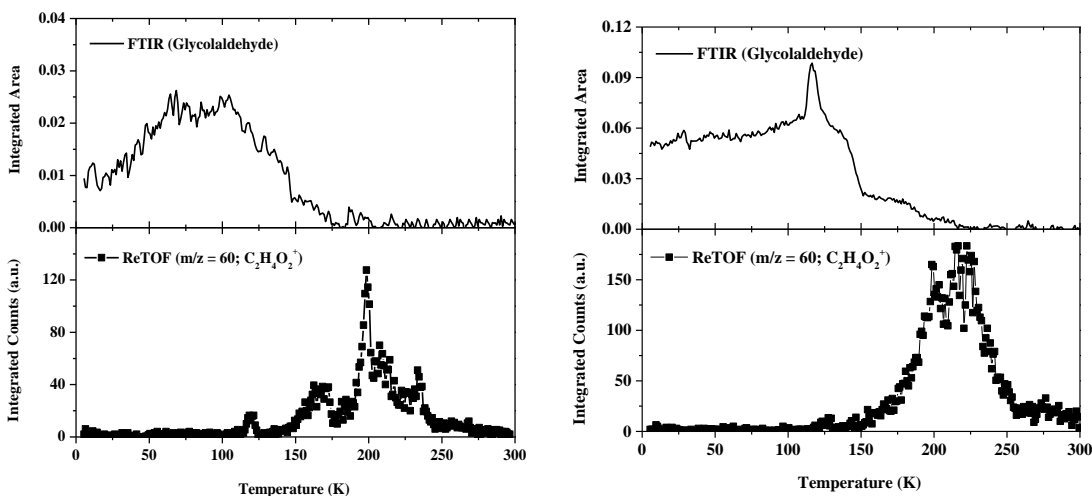 0.04
FTIR (Glycolaldehyde)
0.03
0.02
0.01
0.00
Integrated Area
ReTOF (m/z = 60; C₂H₄O₂⁺)
120
80
40
0
Integrated Counts (a.u.)
0 50 100 150 200 250 300
Temperature (K)
0.12
FTIR (Glycolaldehyde)
0.09
0.06
0.03
0.00
Integrated Area
ReTOF (m/z = 60; C₂H₄O₂⁺)
150
100
50
0
Integrated Counts (a.u.)
0 50 100 150 200 250 300
Temperature (K)